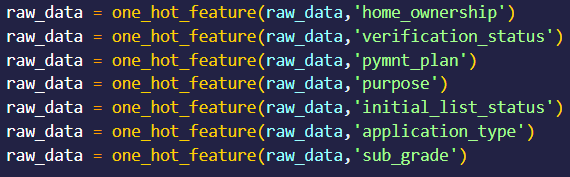 raw_data = one_hot_feature(raw_data,'home_ownership')
raw_data = one_hot_feature(raw_data,'verification_status')
raw_data = one_hot_feature(raw_data,'pymnt_plan')
raw_data = one_hot_feature(raw_data,'purpose')
raw_data = one_hot_feature(raw_data,'initial_list_status')
raw_data = one_hot_feature(raw_data,'application_type')
raw_data = one_hot_feature(raw_data,'sub_grade')